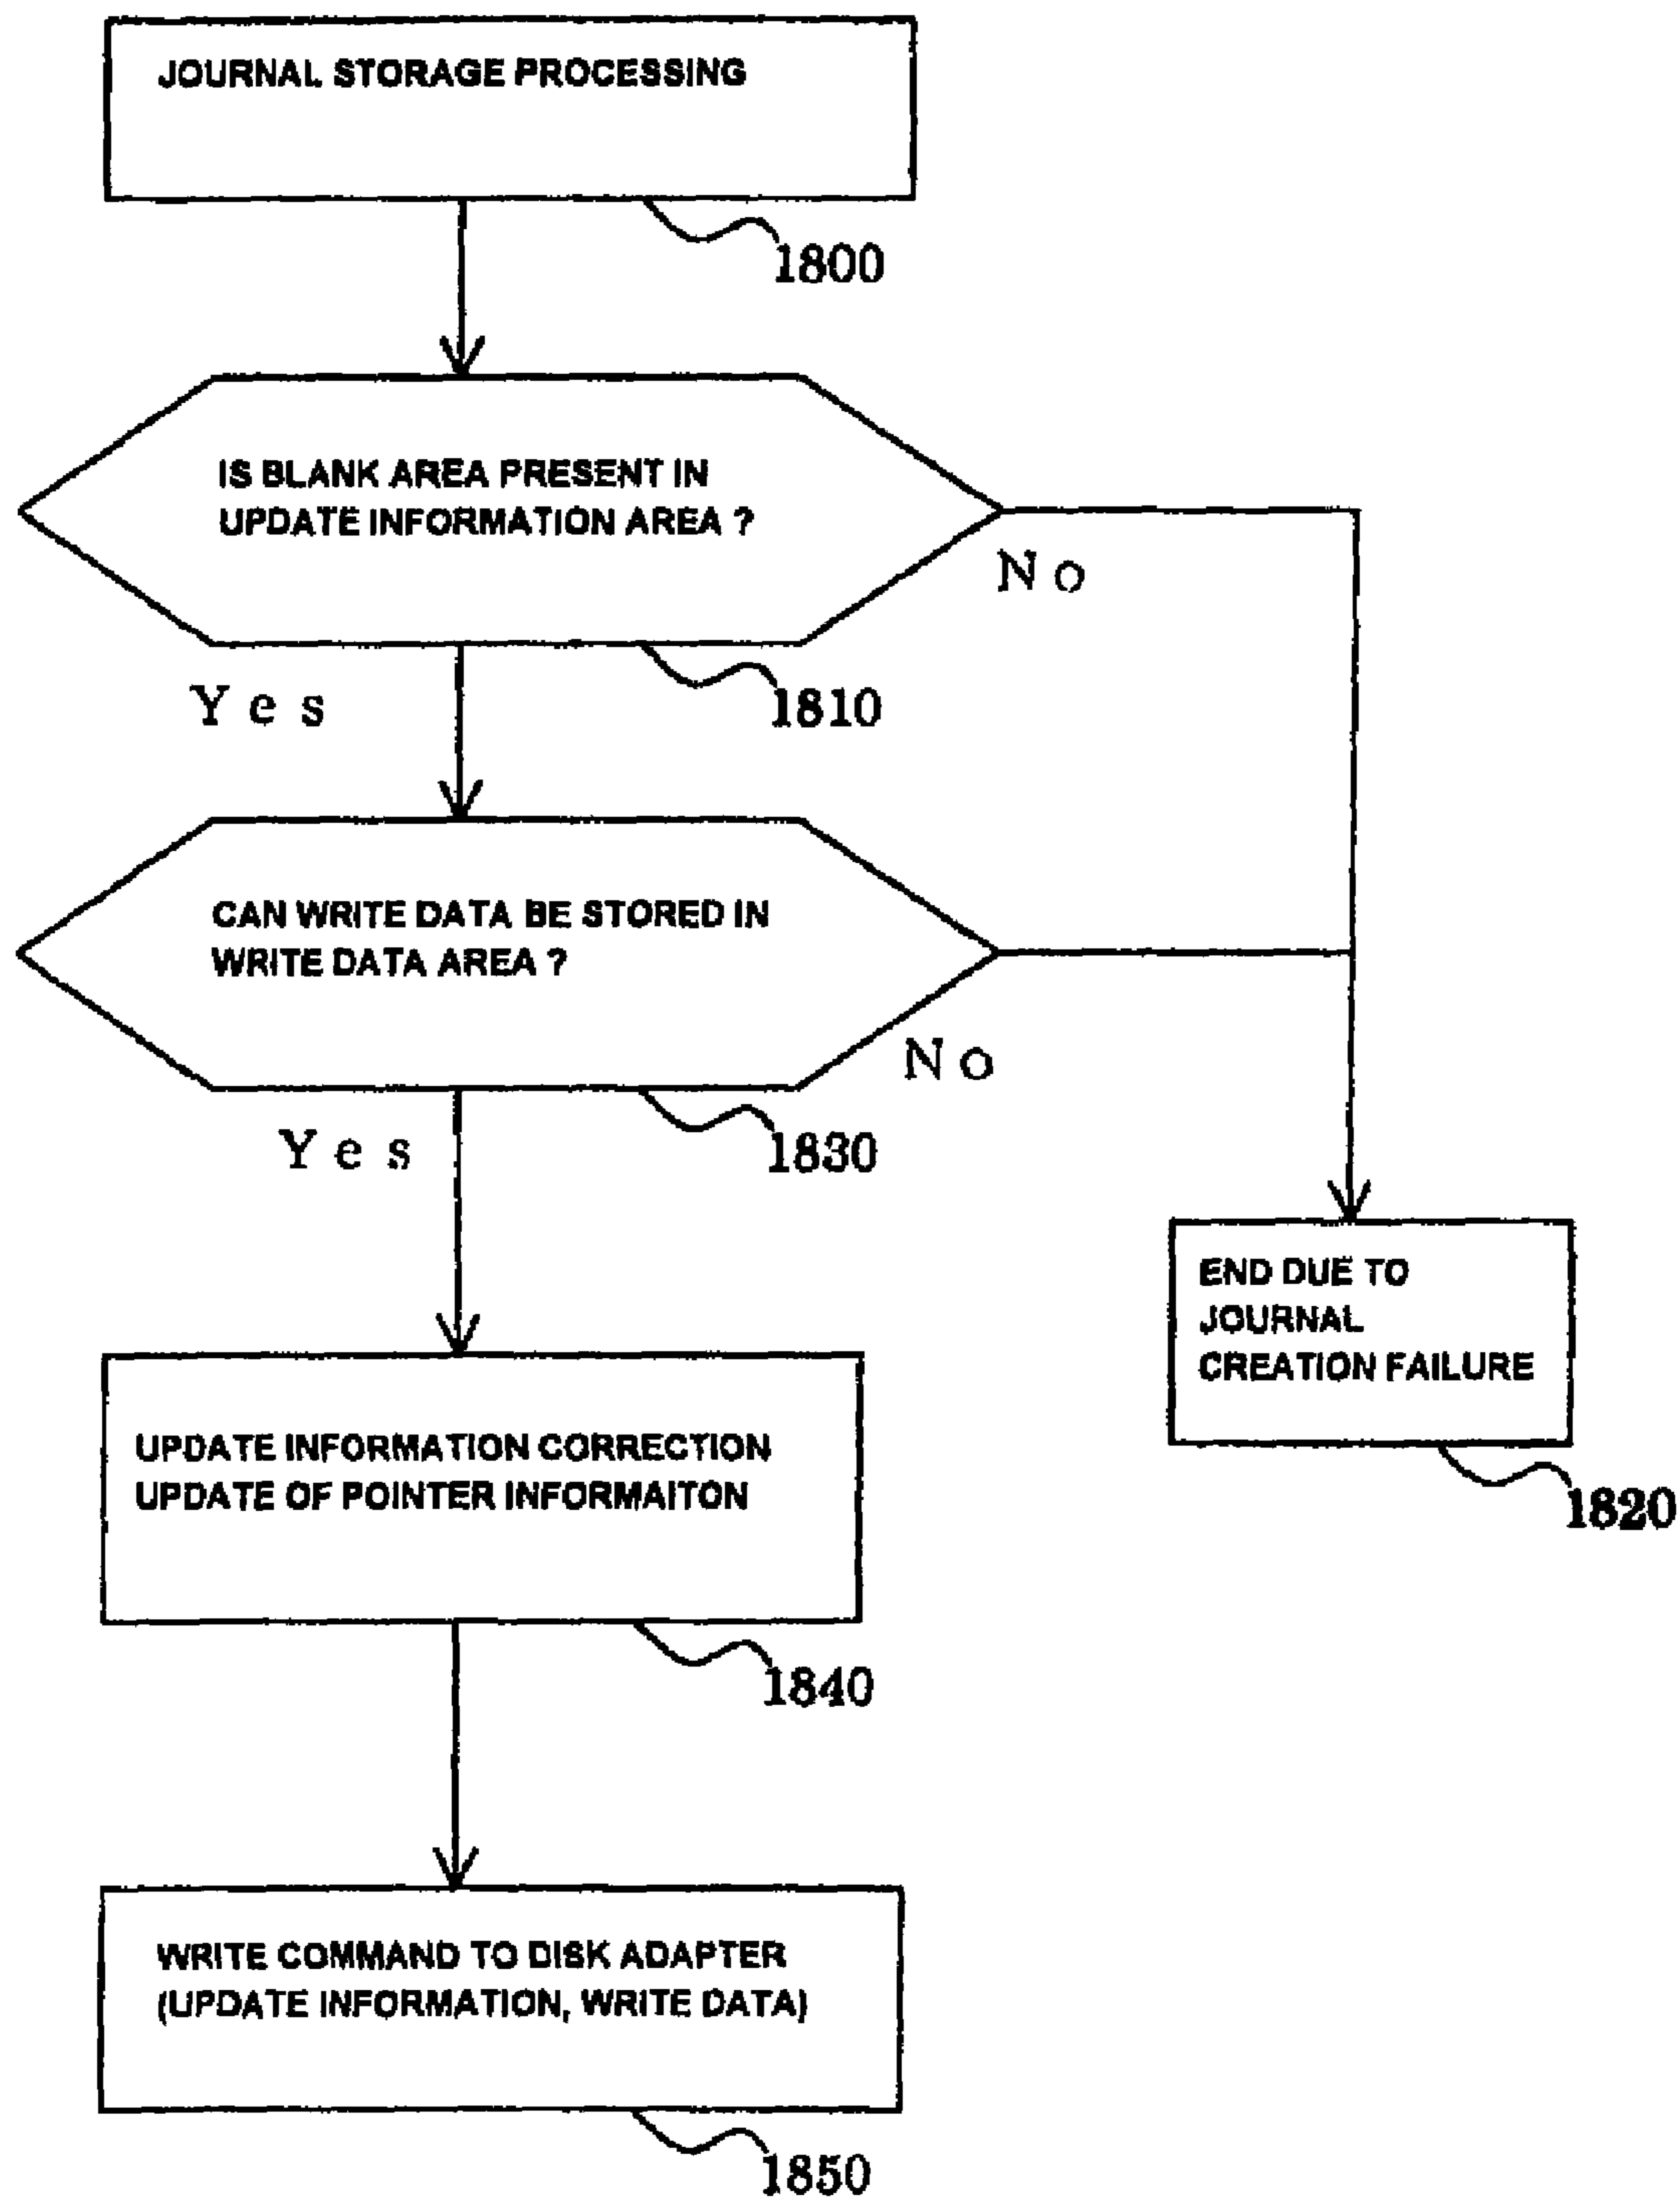 JOURNAL STORAGE PROCESSING
1800
IS BLANK AREA PRESENT IN
UPDATE INFORMATION AREA ?
No
Yes
1810
CAN WRITE DATA BE STORED IN
WRITE DATA AREA ?
No
Yes
1830
END DUE TO
JOURNAL
CREATION FAILURE
1820
UPDATE INFORMATION CORRECTION
UPDATE OF POINTER INFORMAITON
1840
WRITE COMMAND TO DISK ADAPTER
(UPDATE INFORMATION, WRITE DATA)
1850